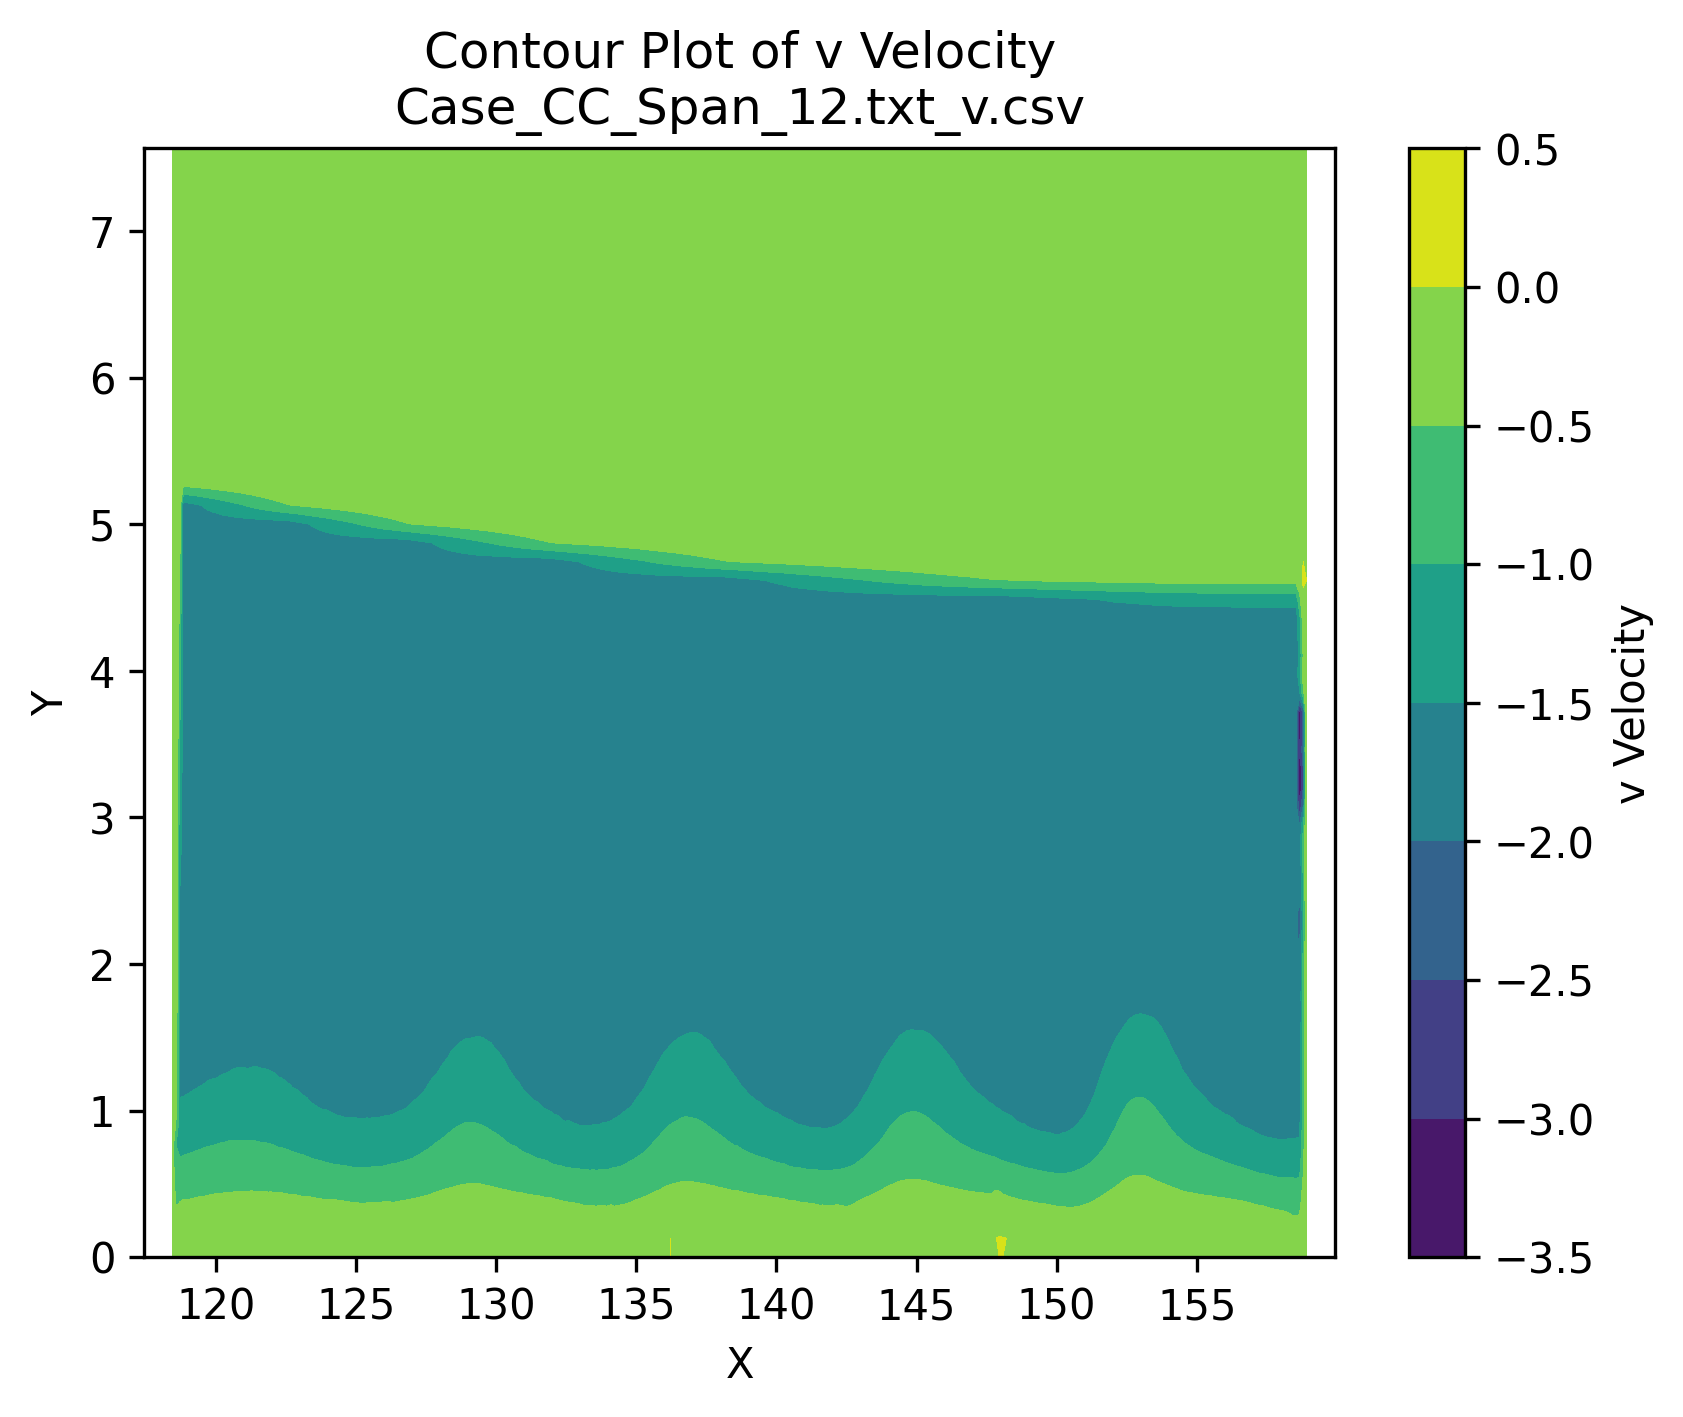 Contour Plot of v Velocity
Case_CC_Span_12.txt_v.csv
Y
7
6
5
4
3
2
1
0
120 125 130 135 140 145 150 155
X
0.5
0.0
−0.5
−1.0
−1.5
−2.0
−2.5
−3.0
−3.5
v Velocity